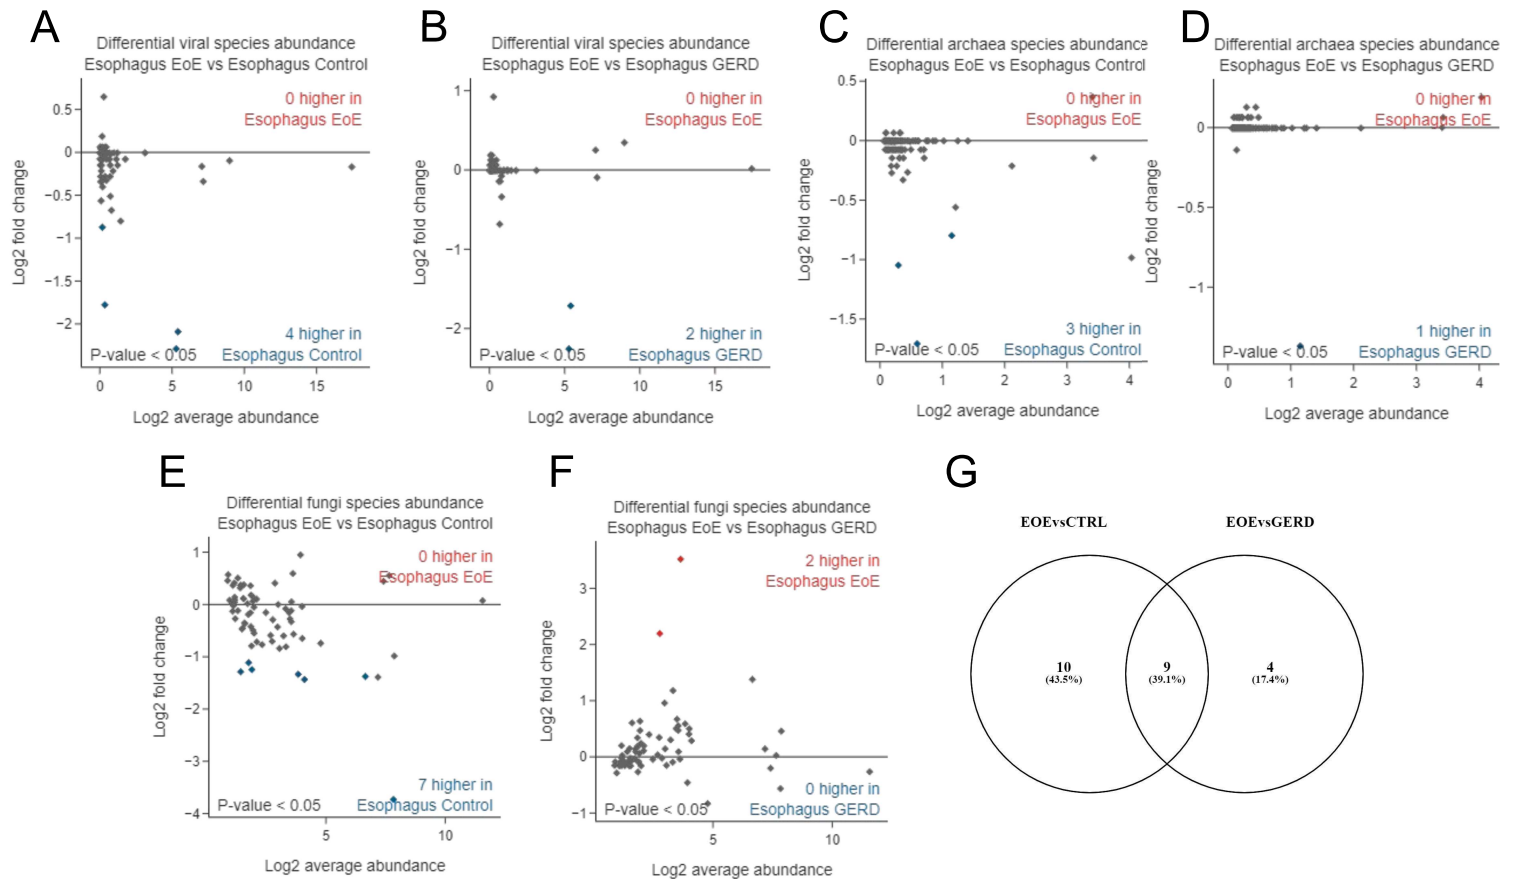 A
Differential viral species abundance
Esophagus EoE vs Esophagus Control
0 higher in
Esophagus EoE
4 higher in
Esophagus Control
P-value < 0.05
0.5
0
−0.5
−1
−1.5
−2
0
5
10
15
Log2 fold change
Log2 average abundance
B
Differential viral species abundance
Esophagus EoE vs Esophagus GERD
0 higher in
Esophagus EoE
2 higher in
Esophagus GERD
P-value < 0.05
1
0
−1
−2
0
5
10
15
Log2 fold change
Log2 average abundance
C
Differential archaea species abundance
Esophagus EoE vs Esophagus Control
0 higher in
Esophagus EoE
3 higher in
Esophagus Control
P-value < 0.05
0.5
0
−0.5
−1
−1.5
0
1
2
3
4
Log2 fold change
Log2 average abundance
D
Differential archaea species abundance
Esophagus EoE vs Esophagus GERD
0 higher in
Esophagus EoE
1 higher in
Esophagus GERD
P-value < 0.05
0
−0.5
−1
0
1
2
3
4
Log2 fold change
Log2 average abundance
E
Differential fungi species abundance
Esophagus EoE vs Esophagus Control
0 higher in
Esophagus EoE
7 higher in
Esophagus Control
P-value < 0.05
1
0
−1
−2
−3
−4
5
10
Log2 fold change
Log2 average abundance
F
Differential fungi species abundance
Esophagus EoE vs Esophagus GERD
2 higher in
Esophagus EoE
0 higher in
Esophagus GERD
P-value < 0.05
3
2
1
0
−1
5
10
Log2 fold change
Log2 average abundance
G
EOEvsCTRL
EOEvsGERD
10
(43.5%)
9
(39.1%)
4
(17.4%)